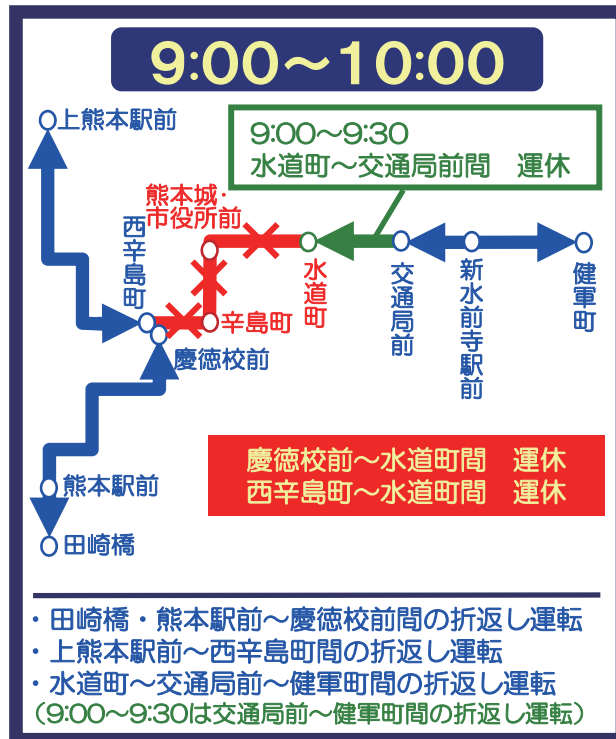 9:00～10:00
上熊本駅前
9:00～9:30
水道町～交通局前間　運休
熊本城・
市役所前
西辛島町
水道町
交通局前
新水前寺駅前
健軍町
辛島町
慶徳校前
慶徳校前～水道町間　運休
西辛島町～水道町間　運休
熊本駅前
田崎橋
・田崎橋・熊本駅前～慶徳校前間の折返し運転
・上熊本駅前～西辛島町間の折返し運転
・水道町～交通局前～健軍町間の折返し運転
（9:00～9:30は交通局前～健軍町間の折返し運転）